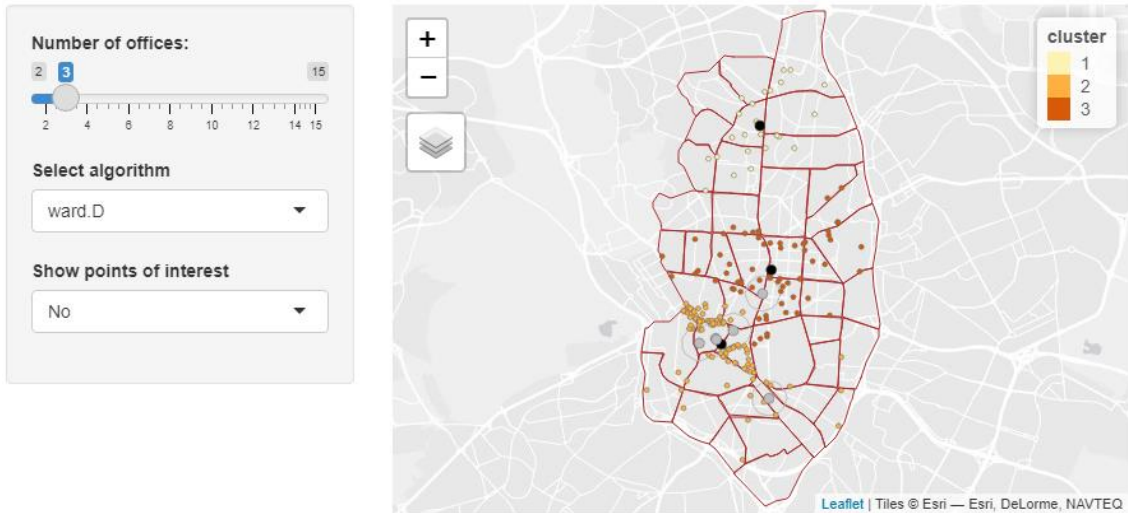 Number of offices:
2 3 15
2 4 6 8 10 12 14 15
Select algorithm
ward.D
Show points of interest
No
+
−
cluster
1
2
3
Leaflet | Tiles © Esri — Esri, DeLorme, NAVTEQ